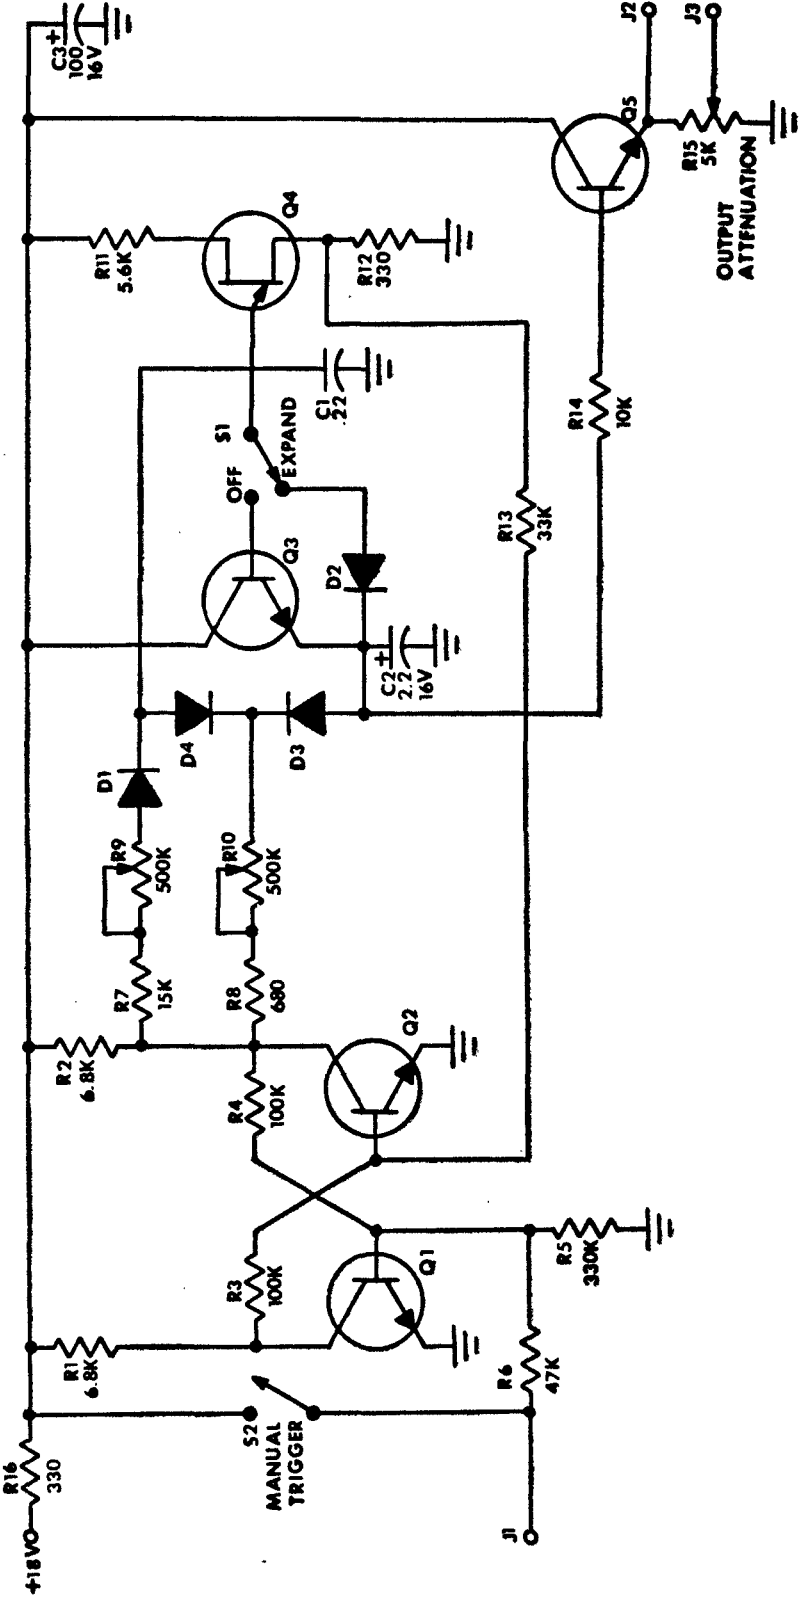 +18V
R16
330
S2
MANUAL
TRIGGER
J1
R1
6.8K
R3
100K
Q1
R6
47K
R5
330K
R2
6.8K
R4
100K
Q2
R7
15K
R9
500K
D1
R8
680
R10
500K
D4
D3
Q3
OFF
S1
EXPAND
D2
C2
+
2.2
16V
C1
22
R11
5.6K
Q4
R12
330
R13
33K
R14
10K
Q5
C3
+
100
16V
J2
J3
R15
5K
OUTPUT
ATTENUATION